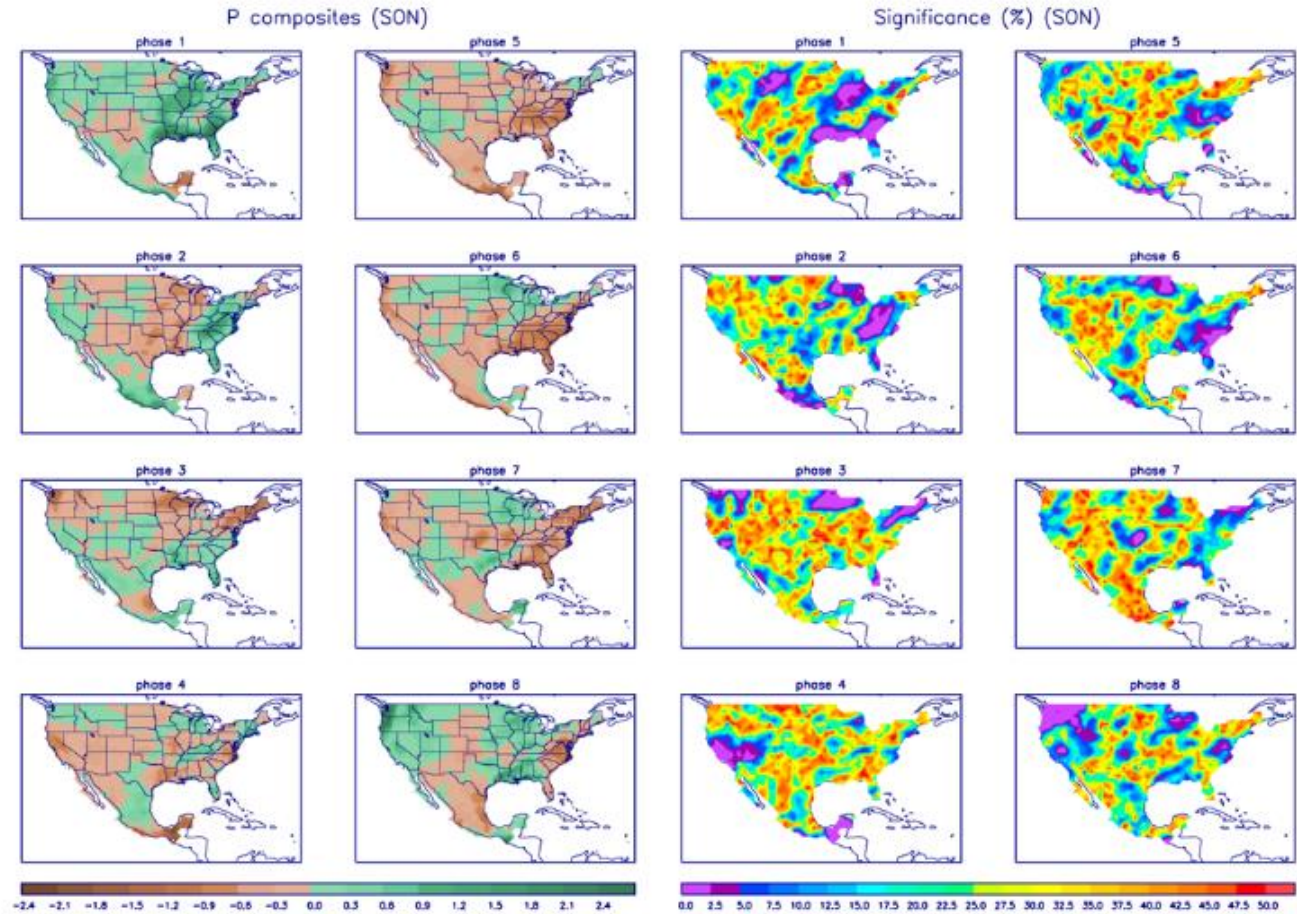 P composites (SON)
Significance (%) (SON)
phase 1
phase 5
phase 1
phase 5
phase 2
phase 6
phase 2
phase 6
phase 3
phase 7
phase 3
phase 7
phase 4
phase 8
phase 4
phase 8
-2.4 -2.1 -1.8 -1.5 -1.2 -0.9 -0.6 -0.3 0.0 0.3 0.6 0.9 1.2 1.5 1.8 2.1 2.4
0.0 2.5 5.0 7.5 10.0 12.5 15.0 17.5 20.0 22.5 25.0 27.5 30.0 32.5 35.0 37.5 40.0 42.5 45.0 47.5 50.0